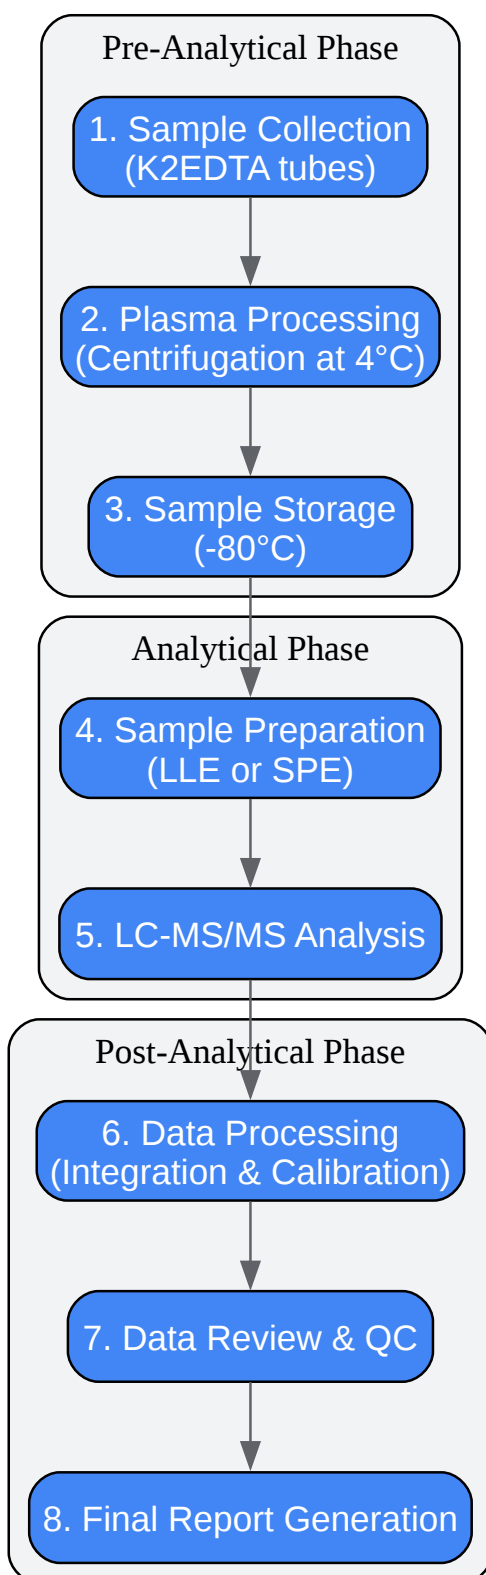 Pre-Analytical Phase
1. Sample Collection
(K2EDTA tubes)
2. Plasma Processing
(Centrifugation at 4°C)
3. Sample Storage
(-80°C)
Analytical Phase
4. Sample Preparation
(LLE or SPE)
5. LC-MS/MS Analysis
Post-Analytical Phase
6. Data Processing
(Integration & Calibration)
7. Data Review & QC
8. Final Report Generation